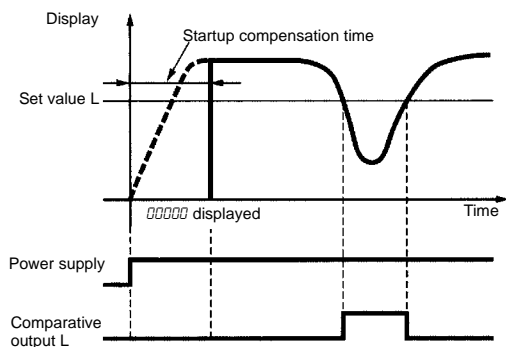 Display
Startup compensation time
Set value L
00000 displayed
Time
Power supply
Comparative
output L